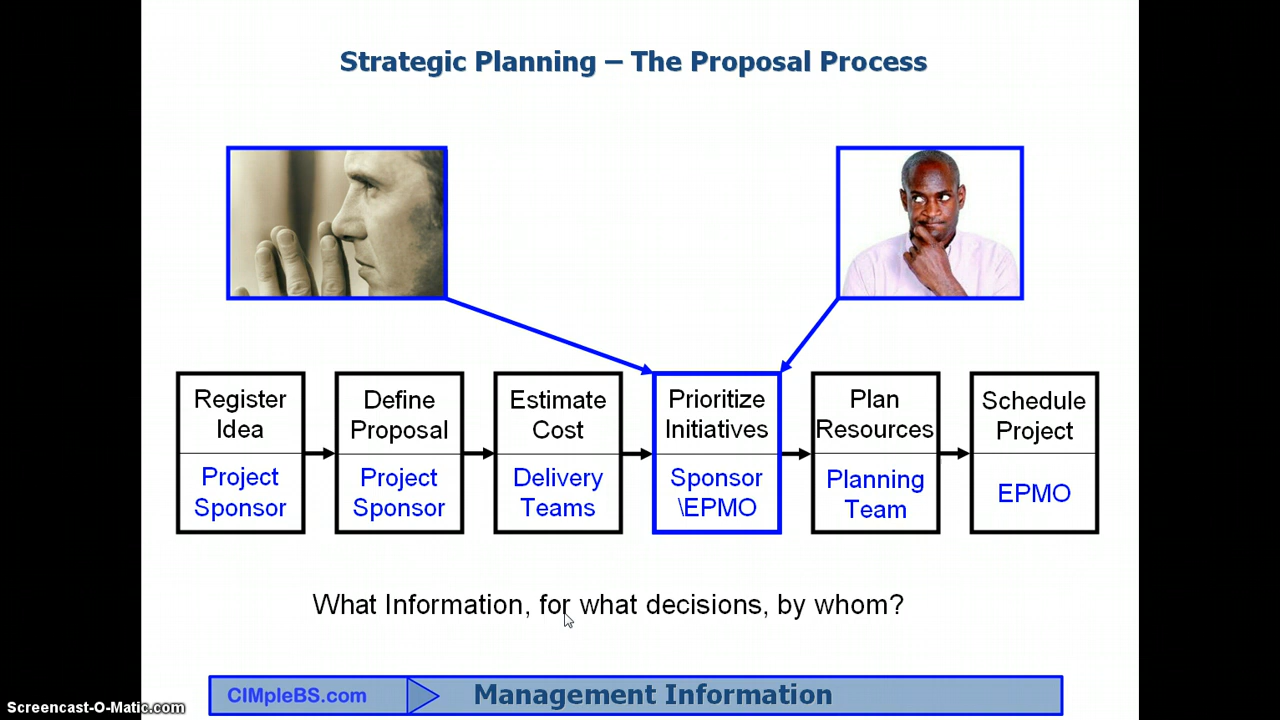 Strategic Planning – The Proposal Process
Register
Idea
Project
Sponsor
Define
Proposal
Project
Sponsor
Estimate
Cost
Delivery
Teams
Prioritize
Initiatives
Sponsor
\EPMO
Plan
Resources
Planning
Team
Schedule
Project
EPMO
What Information, for what decisions, by whom?
CIMpleBS.com
Management Information
Screencast-O-Matic.com